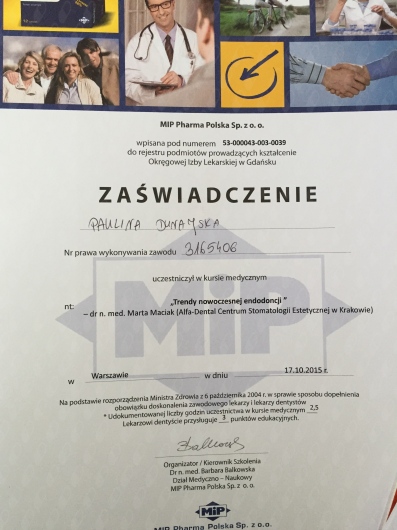 MIP Pharma Polska Sp. z o. o.
wpisana pod numerem 53-000043-003-0039
do rejestru podmiotów prowadzących kształcenie
Okręgowej Izby Lekarskiej w Gdańsku
ZAŚWIADCZENIE
PAULINA DUNAYSKA
Nr prawa wykonywania zawodu 3165406
uczestniczył w kursie medycznym
MIP
nt: „Trendy nowoczesnej endodoncji "
– dr n. med. Marta Maciak (Alfa-Dental Centrum Stomatologii Estetycznej w Krakowie)
w Warszawie w dniu 17.10.2015 r.
Na podstawie rozporządzenia Ministra Zdrowia z 6 października 2004 r. w sprawie sposobu dopełnienia
obowiązku doskonalenia zawodowego lekarzy i lekarzy dentystów
* Udokumentowanej liczby godzin uczestnictwa w kursie medycznym 2,5
Lekarzowi dentyście przysługuje 3 punktów edukacyjnych.
Balkowsk
Organizator / Kierownik Szkolenia
Dr n. med. Barbara Balkowska
Dział Medyczno – Naukowy
MIP Pharma Polska Sp. z o. o.
MIP
MIP Pharma Polska Sp. z o.o.